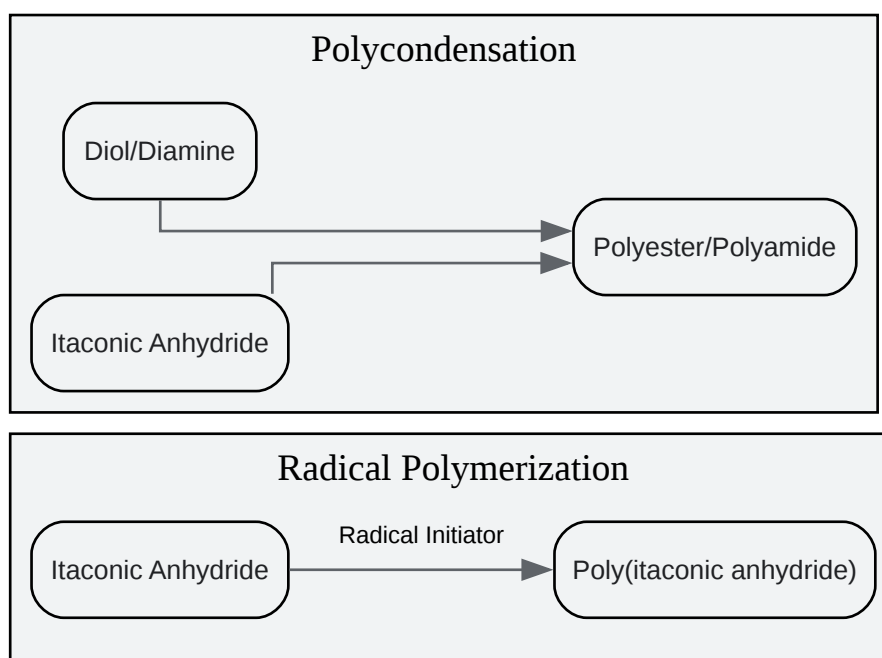 Polycondensation
Diol/Diamine
Polyester/Polyamide
Itaconic Anhydride
Radical Polymerization
Itaconic Anhydride
Radical Initiator
Poly(itaconic anhydride)